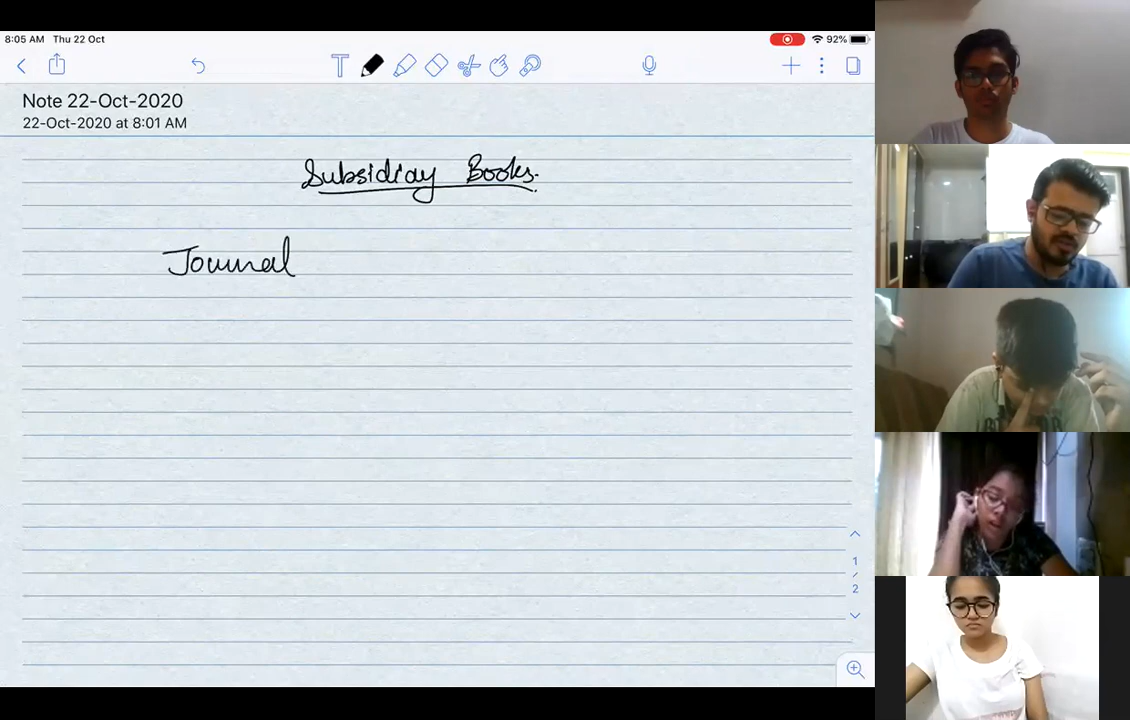 8:05 AM Thu 22 Oct 92%
T
Note 22-Oct-2020
22-Oct-2020 at 8:01 AM
Subsidiay Books.
Journal
1
/
2